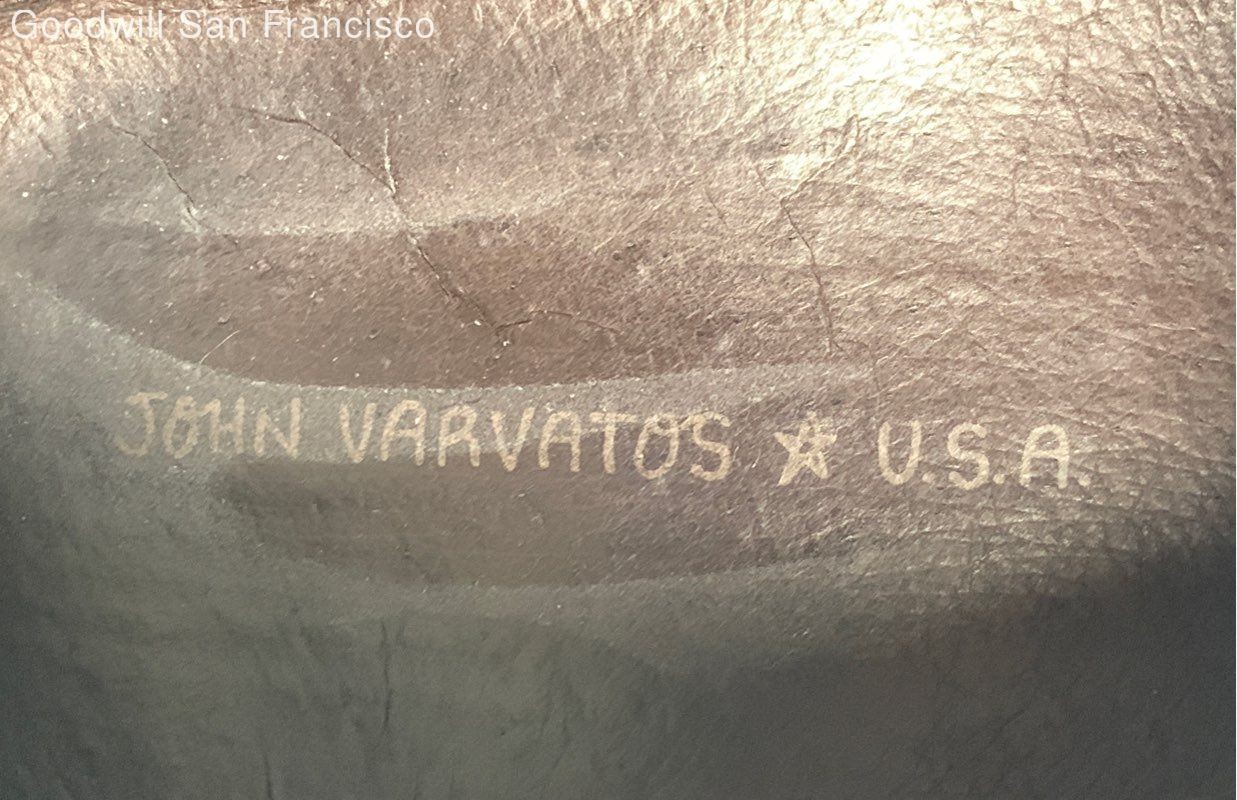 Goodwill San Francisco
JOHN VARVATOS ☆ U.S.A.